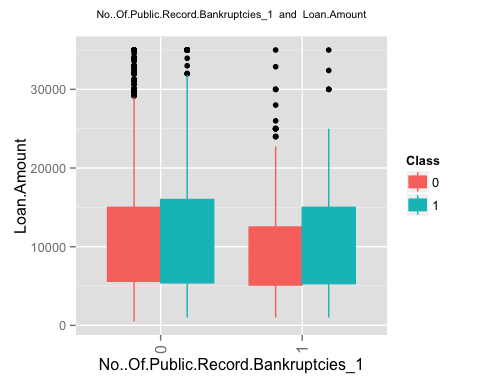 No..Of.Public.Record.Bankruptcies_1 and Loan.Amount
Loan.Amount
30000
20000
10000
0
0
1
No..Of.Public.Record.Bankruptcies_1
Class
0
1